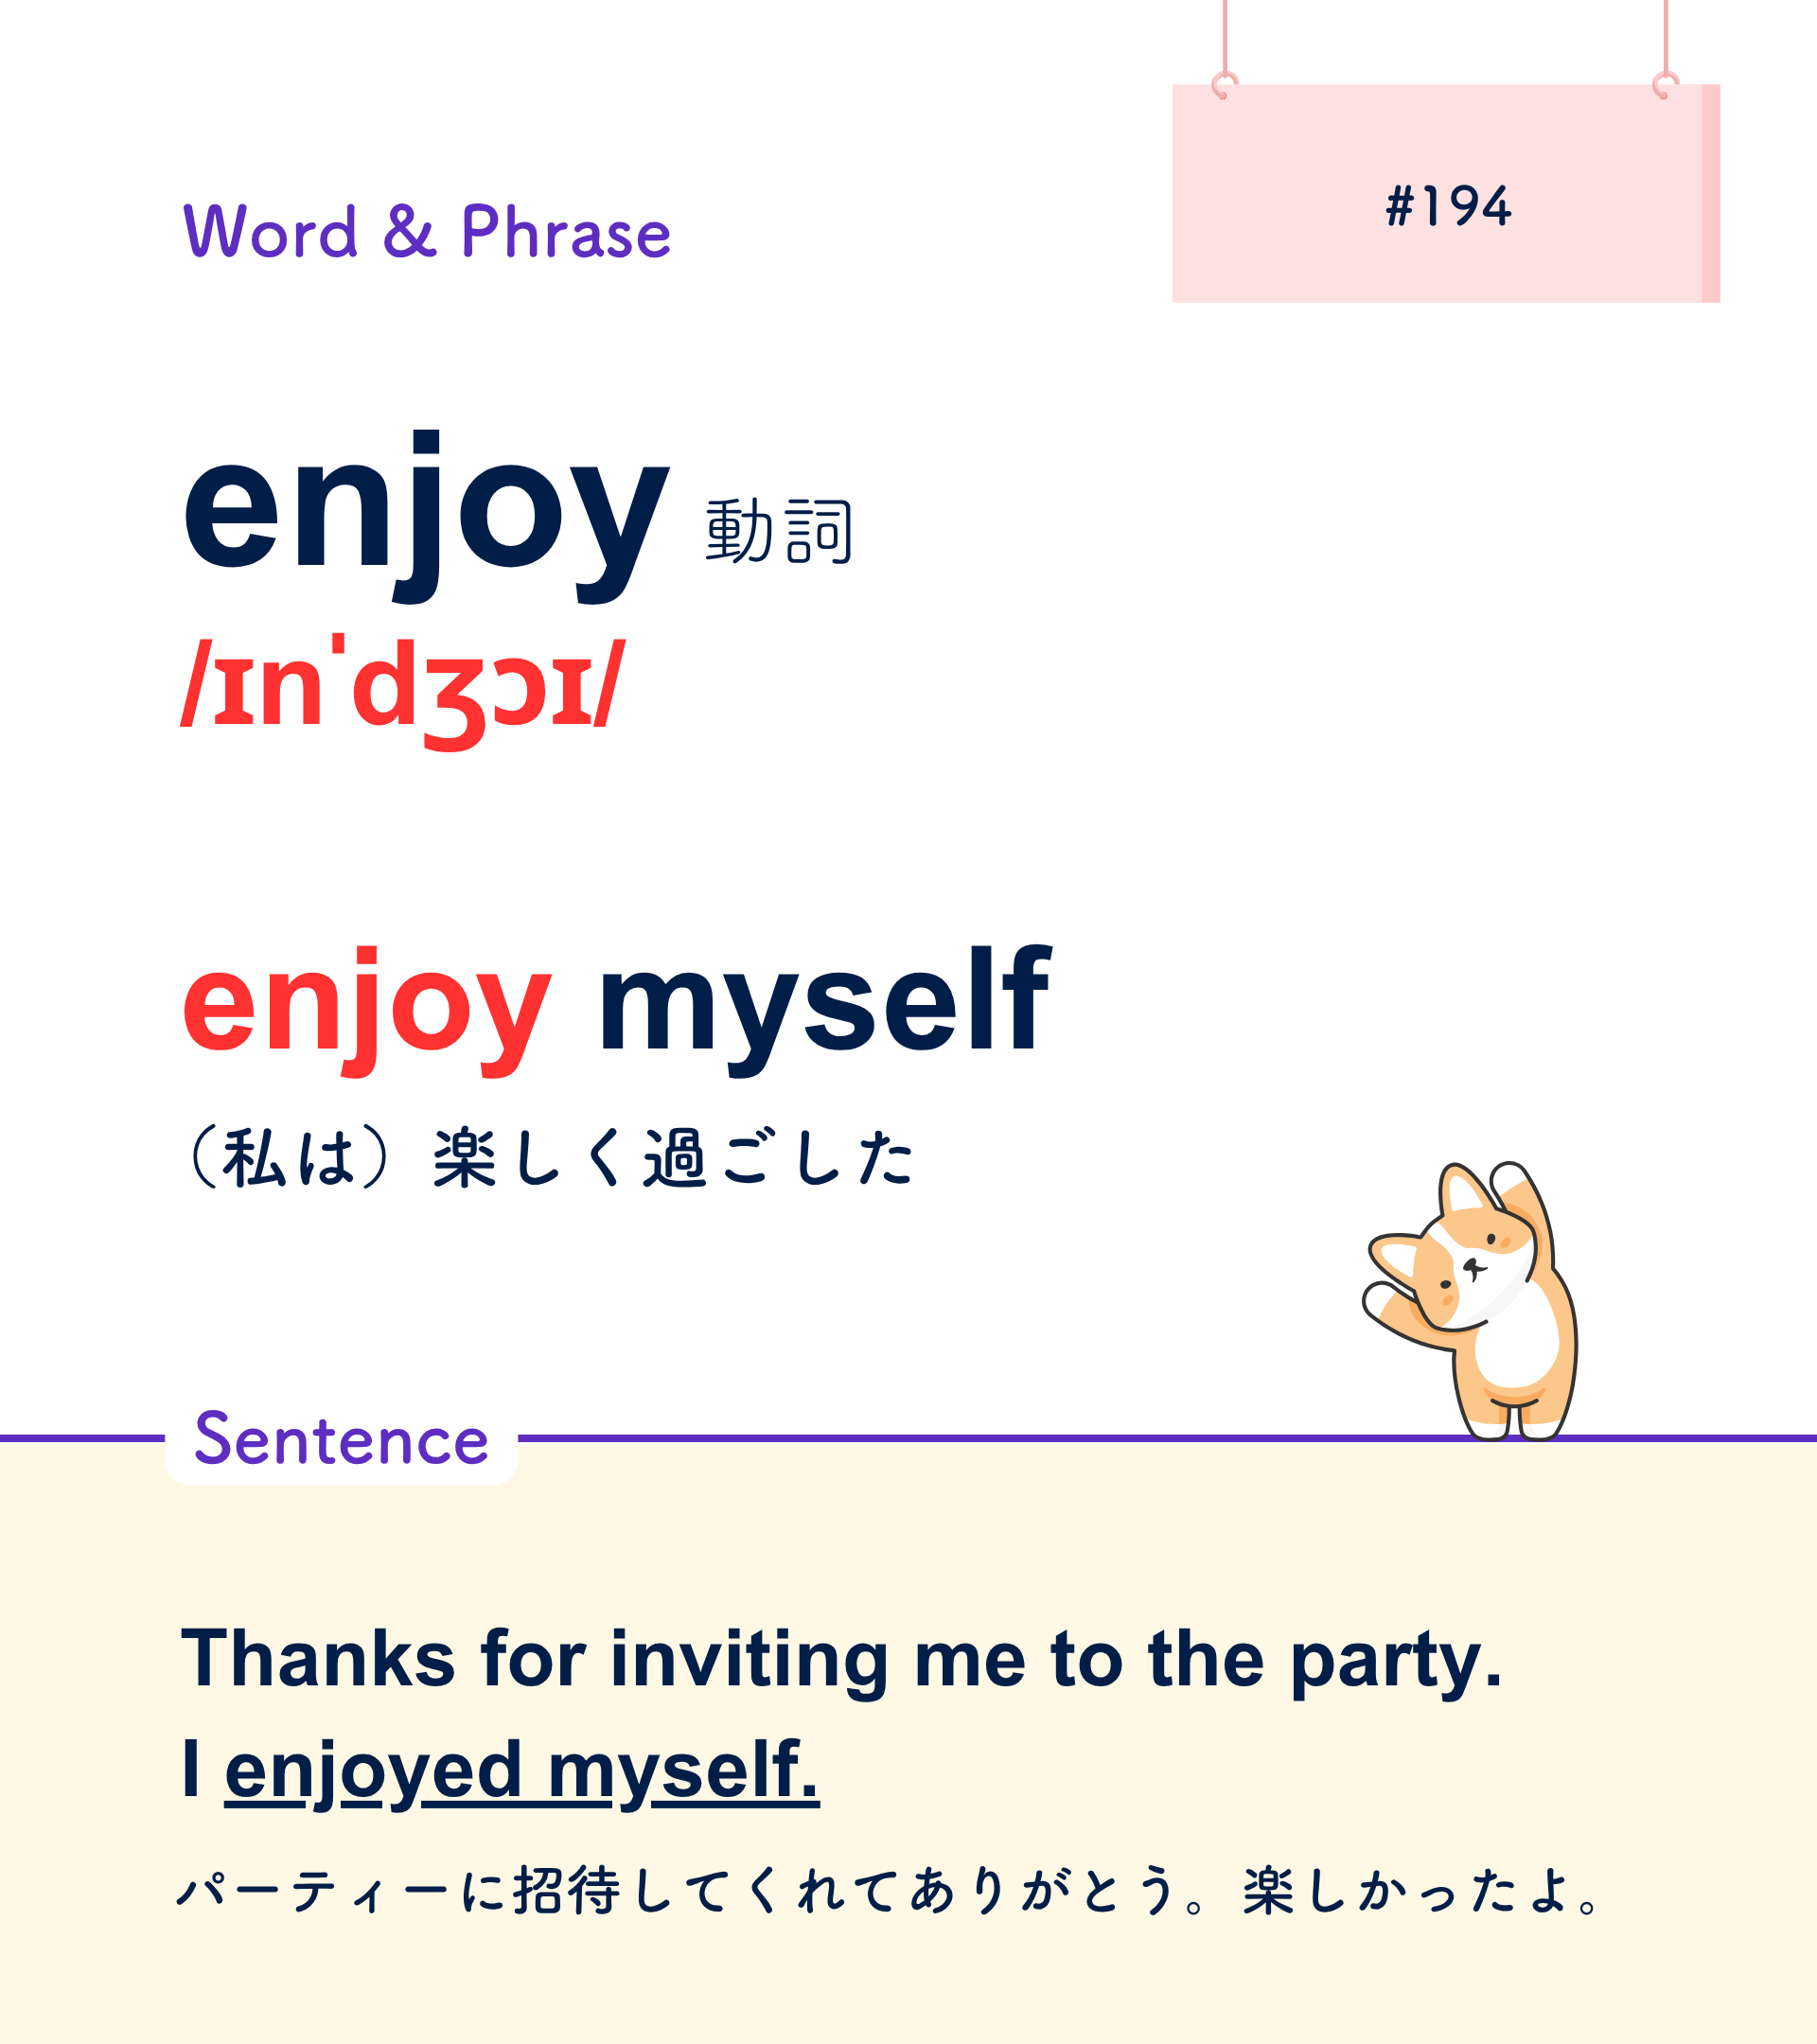 #194
Word & Phrase
enjoy 動詞
/ɪnˈdʒɔɪ/
enjoy myself
（私は）楽しく過ごした
Sentence
Thanks for inviting me to the party.
I enjoyed myself.
パーティーに招待してくれてありがとう。楽しかったよ。